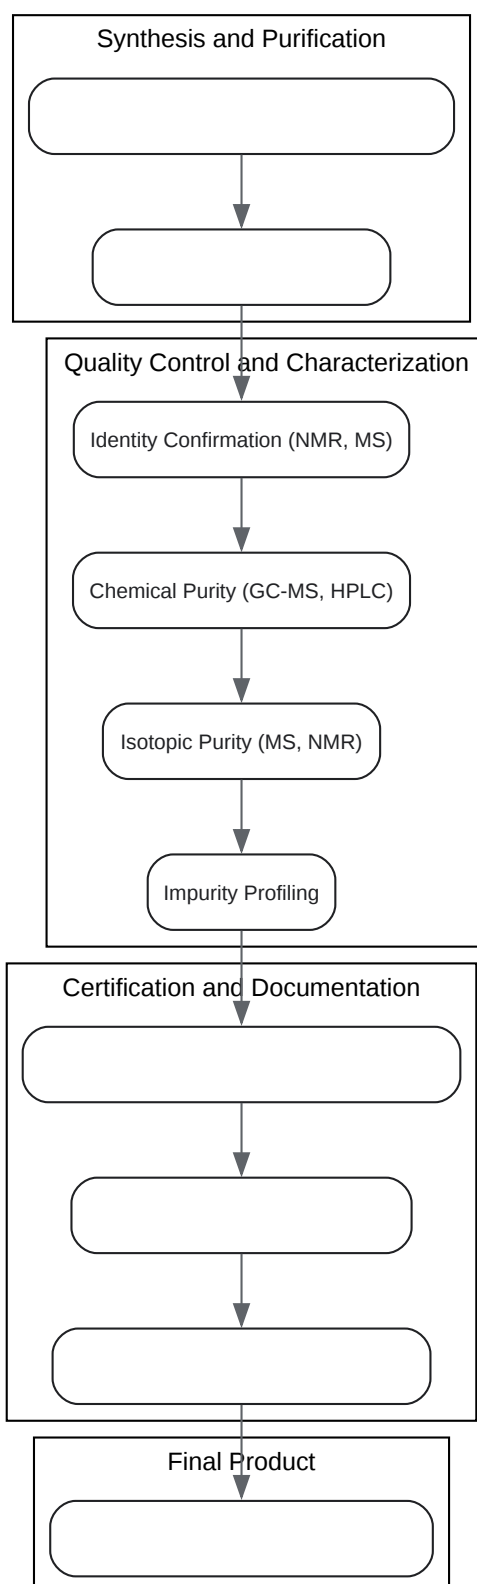 Synthesis and Purification
Quality Control and Characterization
Identity Confirmation (NMR, MS)
Chemical Purity (GC-MS, HPLC)
Isotopic Purity (MS, NMR)
Impurity Profiling
Certification and Documentation
Final Product